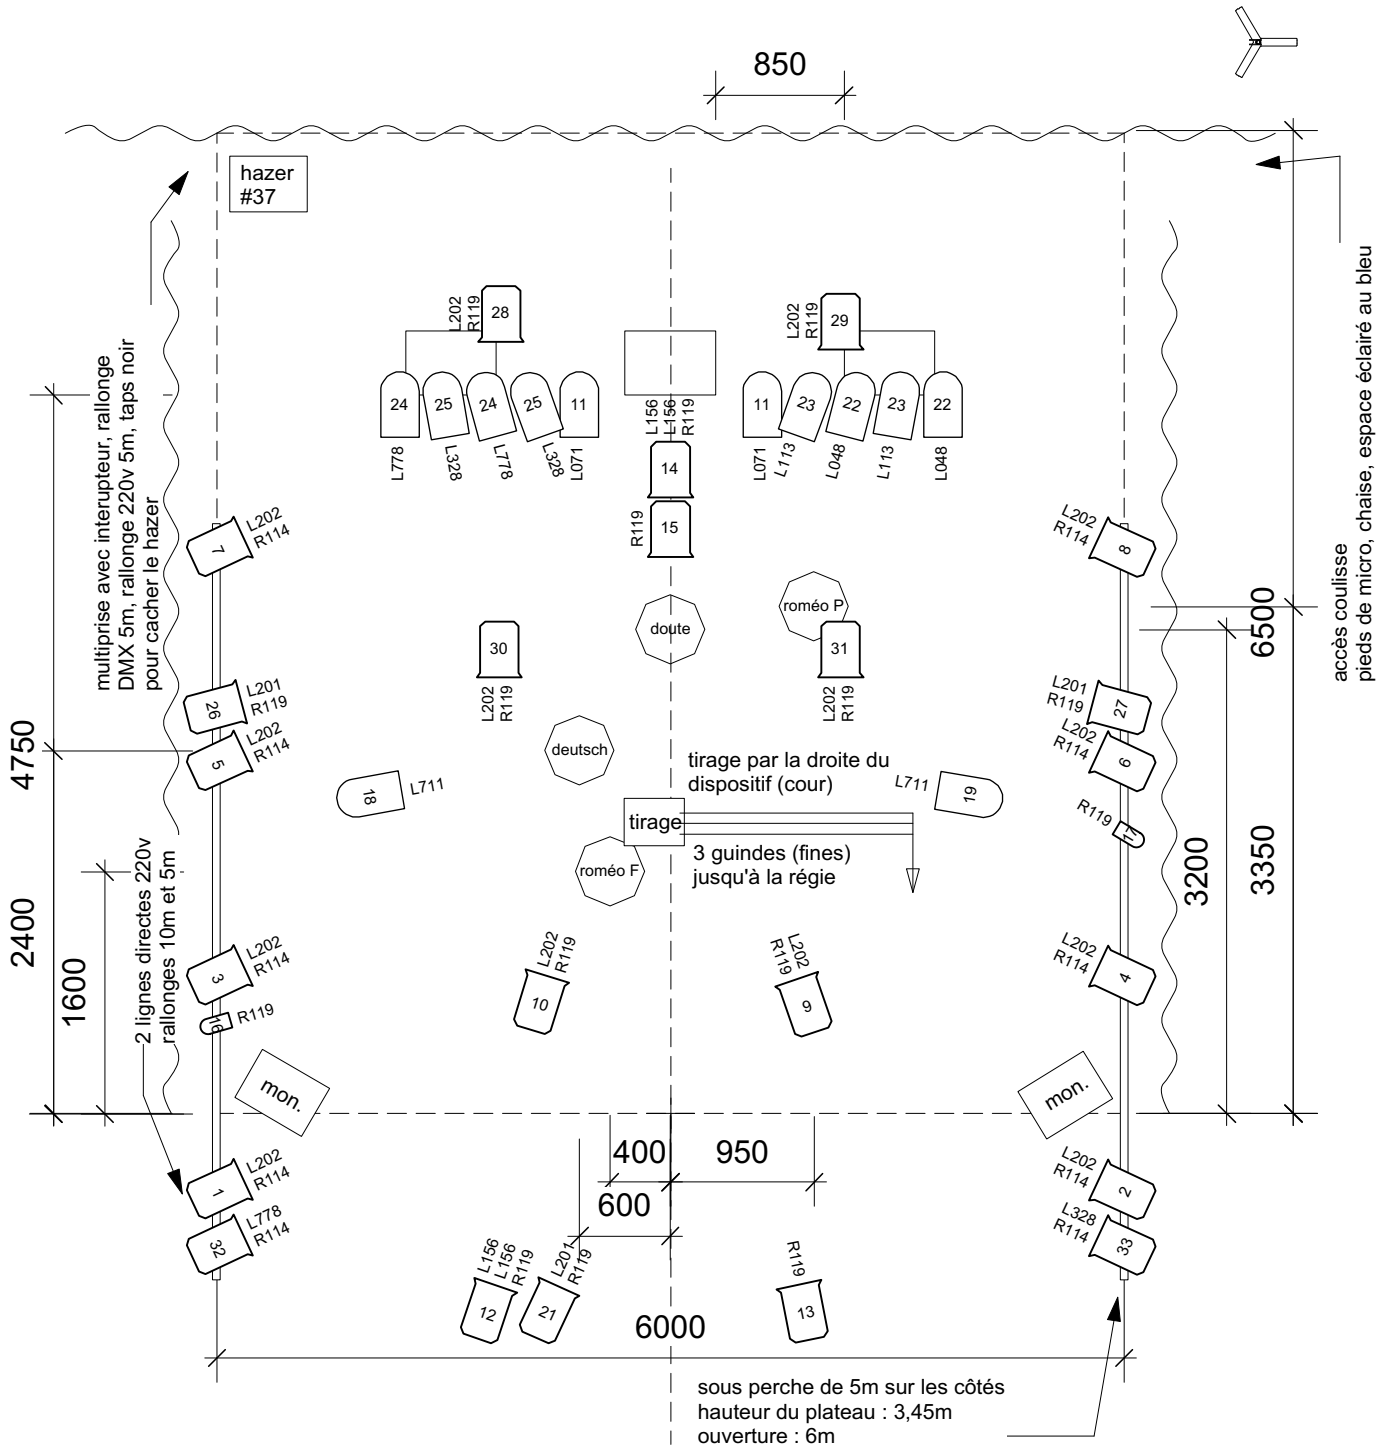 850
hazer
#37
L202
R119
28
L202
R119
29
24
25
24
25
11
L778
L328
L778
L328
L071
L156
L156
R119
14
R119
15
11
23
22
23
22
L071
L113
L048
L113
L048
multiprise avec interupteur, rallonge
DMX 5m, rallonge 220v 5m, taps noir
pour cacher le hazer
accès coulisse
pieds de micro, chaise, espace éclairé au bleu
7
L202
R114
L202
R114
8
roméo P
doute
30
L202
R119
31
L202
R119
6500
26
L201
R119
5
L202
R114
L201
R119
27
L202
R114
6
deutsch
4750
18
L711
tirage par la droite du
dispositif (cour)
L711
19
tirage
R119
17
3 guindes (fines)
jusqu'à la régie
roméo F
3200
3350
2400
1600
2 lignes directes 220v
rallonges 10m et 5m
3
L202
R114
16
R119
L202
R119
10
L202
R119
9
L202
R114
4
mon.
mon.
400
950
600
1
L202
R114
32
L778
R114
L202
R114
2
L328
R114
33
L156
L156
R119
12
L201
R119
21
R119
13
6000
sous perche de 5m sur les côtés
hauteur du plateau : 3,45m
ouverture : 6m